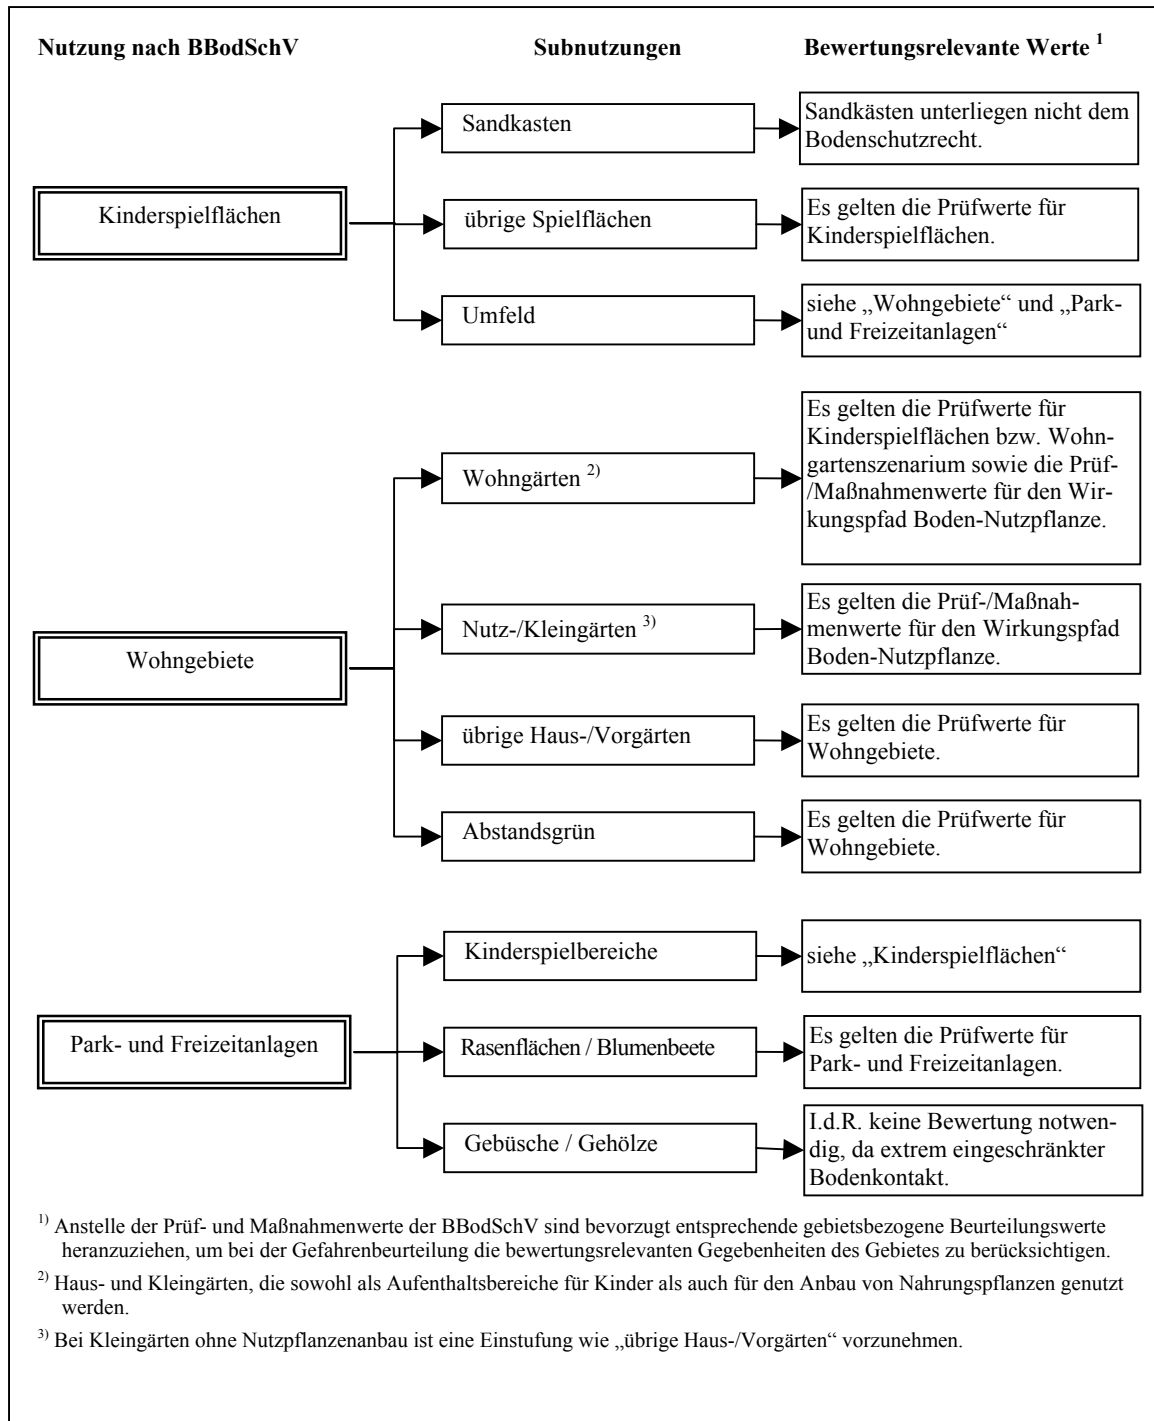 Nutzung nach BBodSchV Subnutzungen Bewertungsrelevante Werte 1
Kinderspielflächen
Sandkasten
Sandkästen unterliegen nicht dem
Bodenschutzrecht.
übrige Spielflächen
Es gelten die Prüfwerte für
Kinderspielflächen.
Umfeld
siehe „Wohngebiete“ und „Park-
und Freizeitanlagen“
Wohngebiete
Wohngärten 2)
Es gelten die Prüfwerte für
Kinderspielflächen bzw. Wohn-
gartenszenarium sowie die Prüf-
/Maßnahmenwerte für den Wir-
kungspfad Boden-Nutzpflanze.
Nutz-/Kleingärten 3)
Es gelten die Prüf-/Maßnah-
menwerte für den Wirkungspfad
Boden-Nutzpflanze.
übrige Haus-/Vorgärten
Es gelten die Prüfwerte für
Wohngebiete.
Abstandsgrün
Es gelten die Prüfwerte für
Wohngebiete.
Park- und Freizeitanlagen
Kinderspielbereiche
siehe „Kinderspielflächen“
Rasenflächen / Blumenbeete
Es gelten die Prüfwerte für
Park- und Freizeitanlagen.
Gebüsche / Gehölze
I.d.R. keine Bewertung notwen-
dig, da extrem eingeschränkter
Bodenkontakt.
1) Anstelle der Prüf- und Maßnahmenwerte der BBodSchV sind bevorzugt entsprechende gebietsbezogene Beurteilungswerte
heranzuziehen, um bei der Gefahrenbeurteilung die bewertungsrelevanten Gegebenheiten des Gebietes zu berücksichtigen.
2) Haus- und Kleingärten, die sowohl als Aufenthaltsbereiche für Kinder als auch für den Anbau von Nahrungspflanzen genutzt
werden.
3) Bei Kleingärten ohne Nutzpflanzenanbau ist eine Einstufung wie „übrige Haus-/Vorgärten“ vorzunehmen.